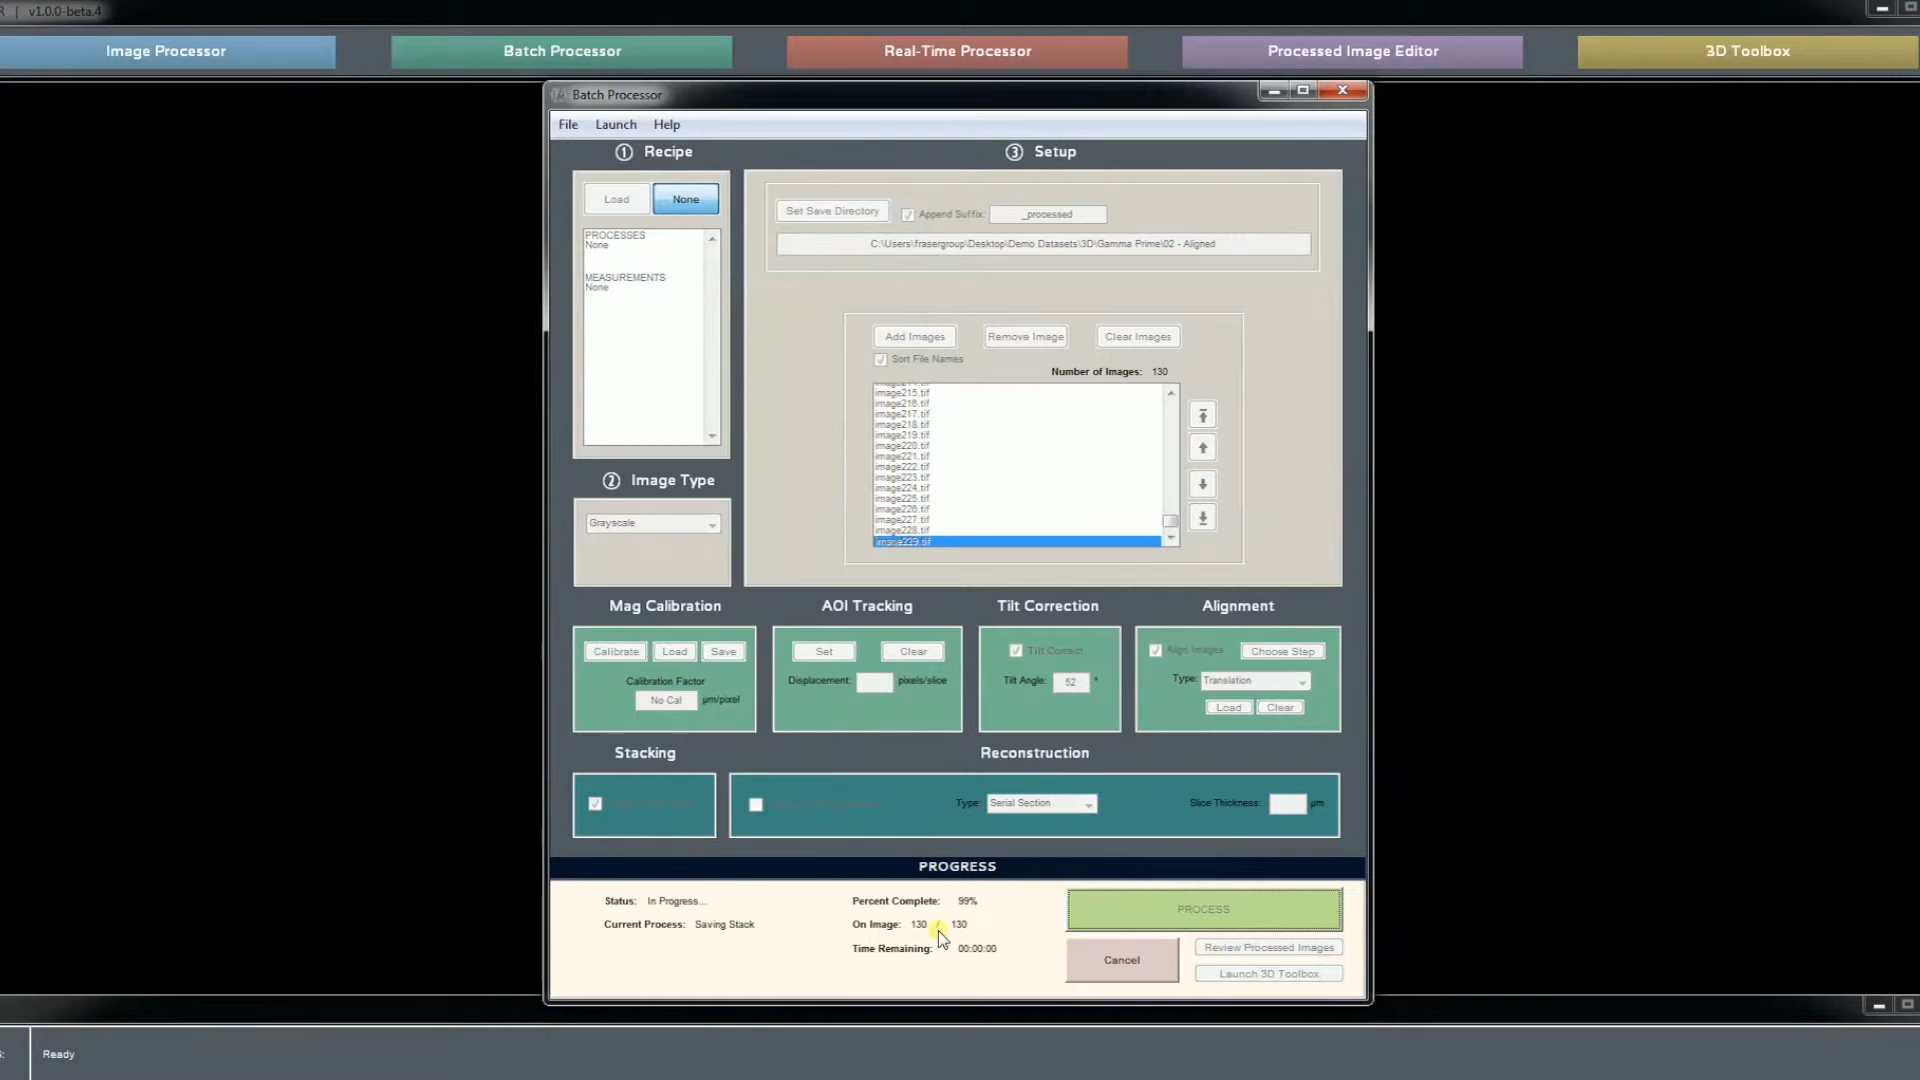 R | v1.0.0-beta.4
Image Processor
Batch Processor
Real-Time Processor
Processed Image Editor
3D Toolbox
Batch Processor
File Launch Help
① Recipe
Load None
PROCESSES
None
MEASUREMENTS
None
② Image Type
Grayscale
③ Setup
Set Save Directory Append Suffix: _processed
C:\Users\frasergroup\Desktop\Demo Datasets\3D\Gamma Prime\02 - Aligned
Add Images Remove Image Clear Images
Sort File Names
Number of Images: 130
image215.tif
image216.tif
image217.tif
image218.tif
image219.tif
image220.tif
image221.tif
image222.tif
image223.tif
image224.tif
image225.tif
image226.tif
image227.tif
image228.tif
image229.tif
Mag Calibration
Calibrate Load Save
Calibration Factor
No Cal µm/pixel
AOI Tracking
Set Clear
Displacement: pixels/slice
Tilt Correction
Tilt Correct
Tilt Angle: 52 °
Alignment
Align Images Choose Step
Type: Translation
Load Clear
Stacking
Reconstruction
Type: Serial Section Slice Thickness: µm
PROGRESS
Status: In Progress...
Current Process: Saving Stack
Percent Complete: 99%
On Image: 130 / 130
Time Remaining: 00:00:00
PROCESS
Cancel
Review Processed Images
Launch 3D Toolbox
Ready